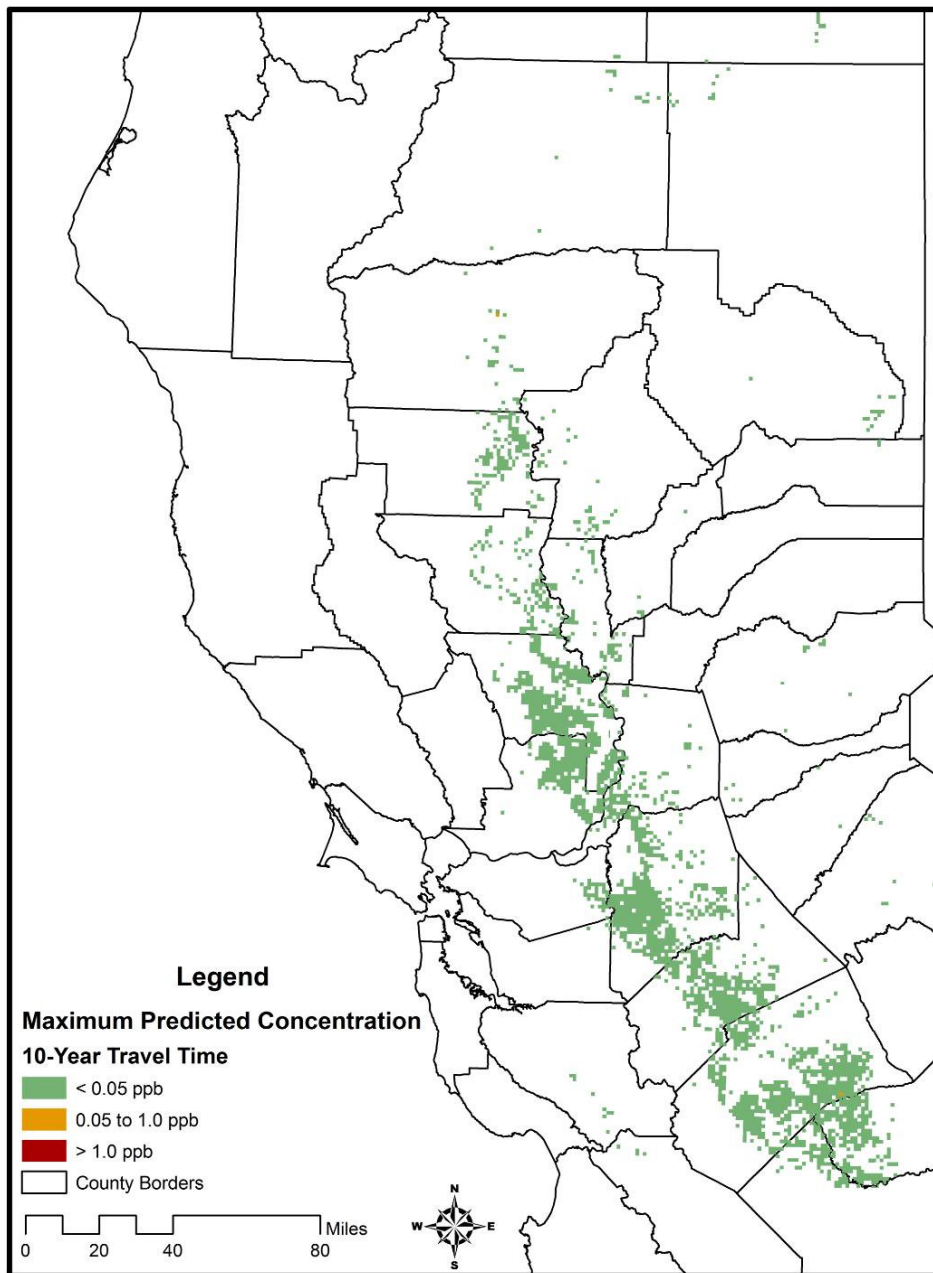 Legend
Maximum Predicted Concentration
10-Year Travel Time
< 0.05 ppb
0.05 to 1.0 ppb
> 1.0 ppb
County Borders
Miles
0 20 40 80
N
W E
S